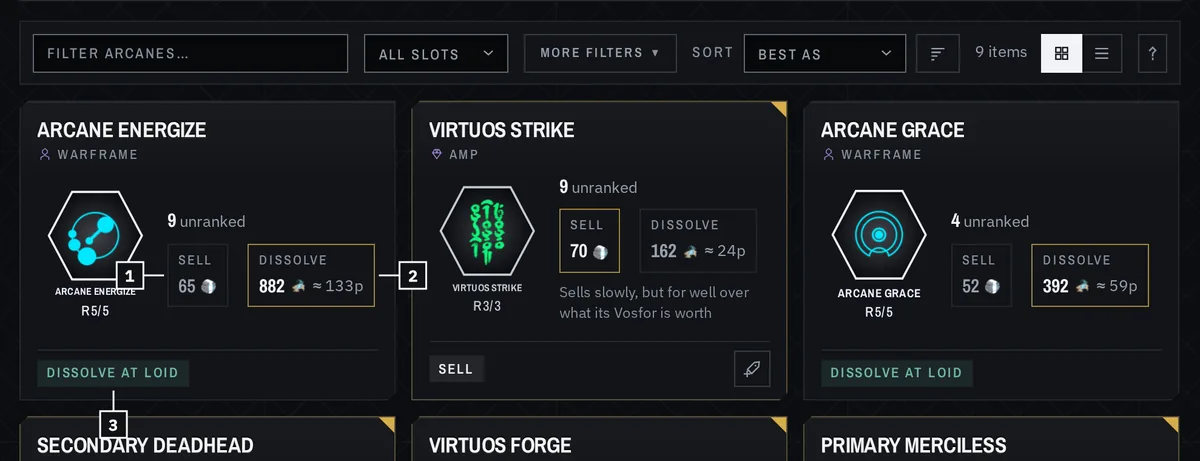 FILTER ARCANES...
ALL SLOTS
MORE FILTERS ▾
SORT
BEST AS
9 items
?
ARCANE ENERGIZE
WARFRAME
9 unranked
SELL
65
DISSOLVE
882 ≈133p
ARCANE ENERGIZE
R5/5
DISSOLVE AT LOID
1
2
3
VIRTUOS STRIKE
AMP
9 unranked
SELL
70
DISSOLVE
162 ≈24p
VIRTUOS STRIKE
R3/3
Sells slowly, but for well over
what its Vosfor is worth
SELL
ARCANE GRACE
WARFRAME
4 unranked
SELL
52
DISSOLVE
392 ≈59p
ARCANE GRACE
R5/5
DISSOLVE AT LOID
SECONDARY DEADHEAD
VIRTUOS FORGE
PRIMARY MERCILESS